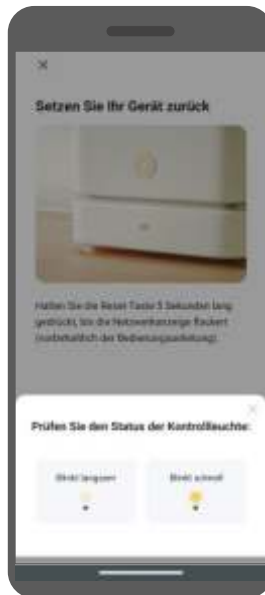 Setzen Sie Ihr Gerät zurück
Halten Sie die Reset-Taste 5 Sekunden lang
gedrückt, bis die Netzwerkanzeige flackert
(vorbehaltlich der Bedienungsanleitung).
Prüfen Sie den Status der Kontrollleuchte:
Blinkt langsam
Blinkt schnell